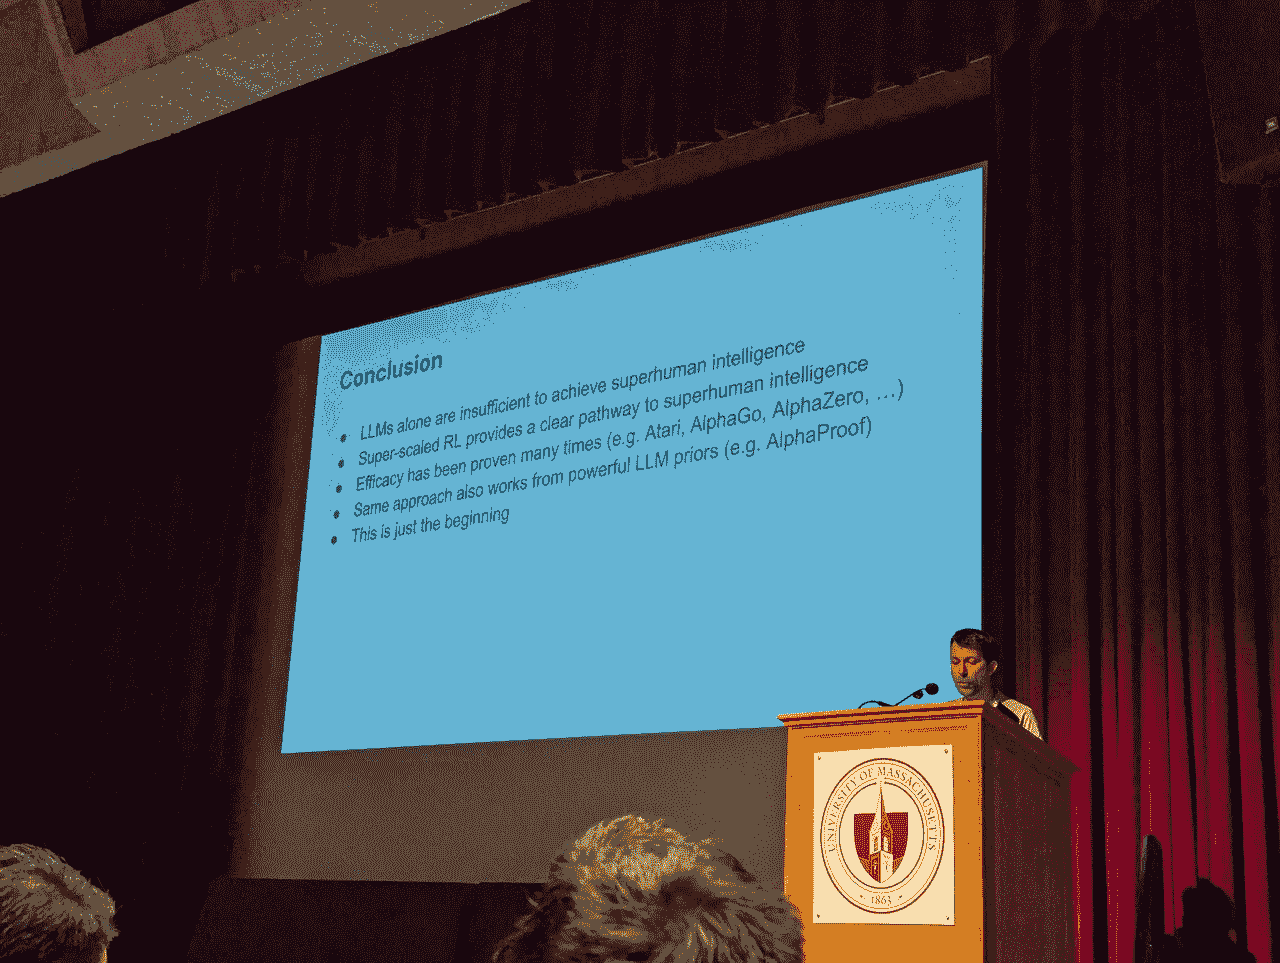 Conclusion
● LLMs alone are insufficient to achieve superhuman intelligence
● Super-scaled RL provides a clear pathway to superhuman intelligence
● Efficacy has been proven many times (e.g. Atari, AlphaGo, AlphaZero, …)
● Same approach also works from powerful LLM priors (e.g. AlphaProof)
● This is just the beginning
UNIVERSITY OF MASSACHUSETTS
1863